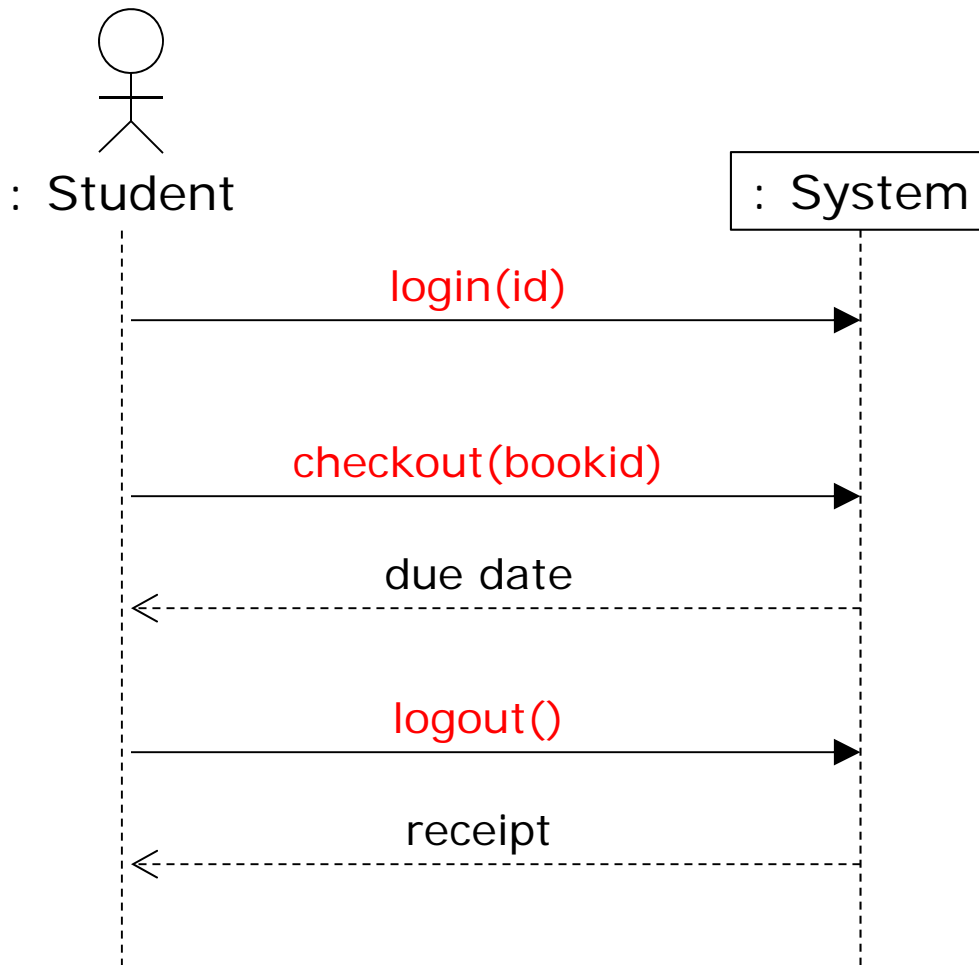 : Student
: System
login(id)
checkout(bookid)
due date
logout()
receipt